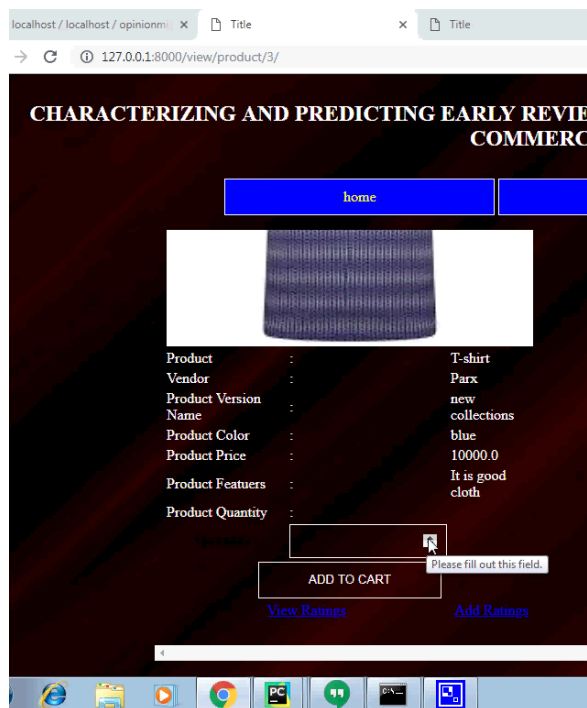 localhost / localhost / opinionmi
Title
Title
127.0.0.1:8000/view/product/3/
CHARACTERIZING AND PREDICTING EARLY REVIE
COMMERC
home
Product : T-shirt
Vendor : Parx
Product Version Name : new collections
Product Color : blue
Product Price : 10000.0
Product Featuers : It is good cloth
Product Quantity :
Please fill out this field.
ADD TO CART
View Ratings Add Ratings
PC
C:\_